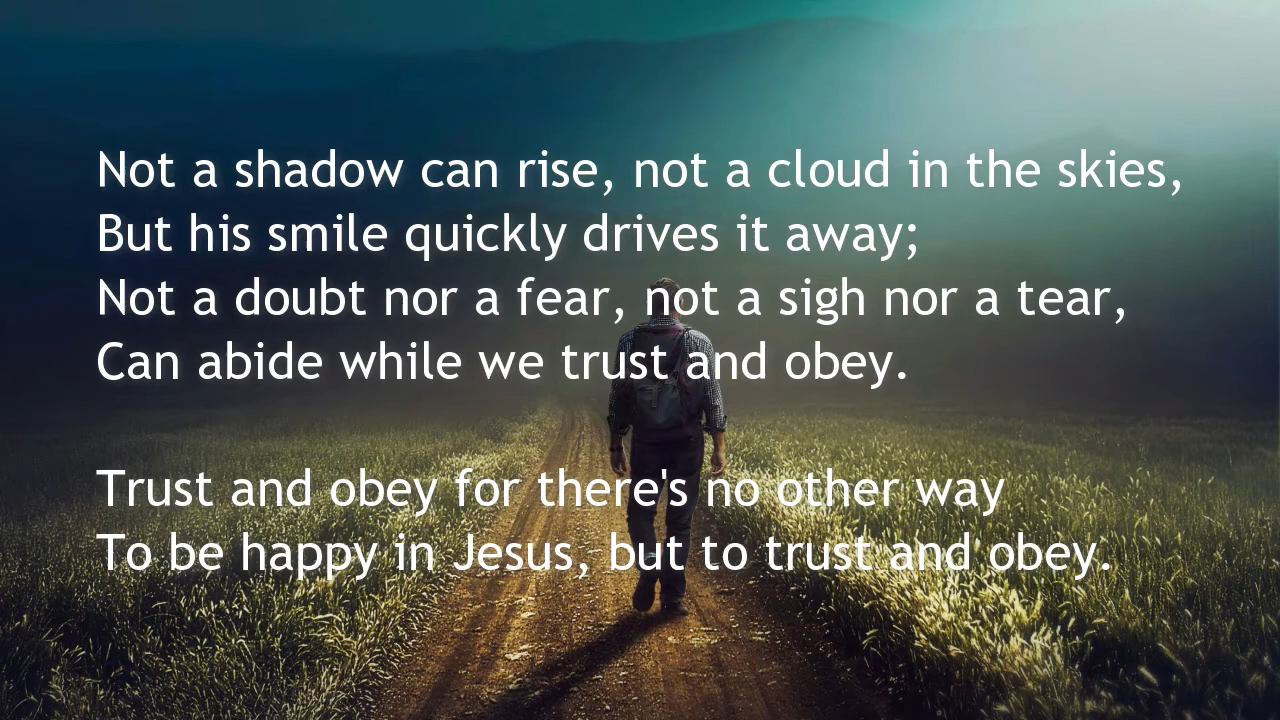 Not a shadow can rise, not a cloud in the skies,
But his smile quickly drives it away;
Not a doubt nor a fear, not a sigh nor a tear,
Can abide while we trust and obey.
Trust and obey for there's no other way
To be happy in Jesus, but to trust and obey.